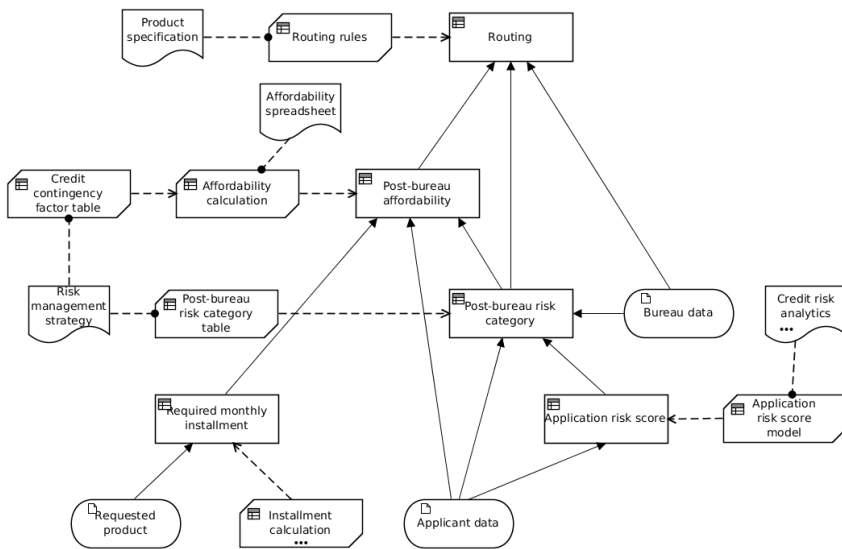 Product
specification
Routing rules
Routing
Affordability
spreadsheet
Credit
contingency
factor table
Affordability
calculation
Post-bureau
affordability
Risk
management
strategy
Post-bureau
risk category
table
Post-bureau risk
category
Bureau data
Credit risk
analytics
•••
Required monthly
installment
Application risk score
Application
risk score
model
Requested
product
Installment
calculation
•••
Applicant data